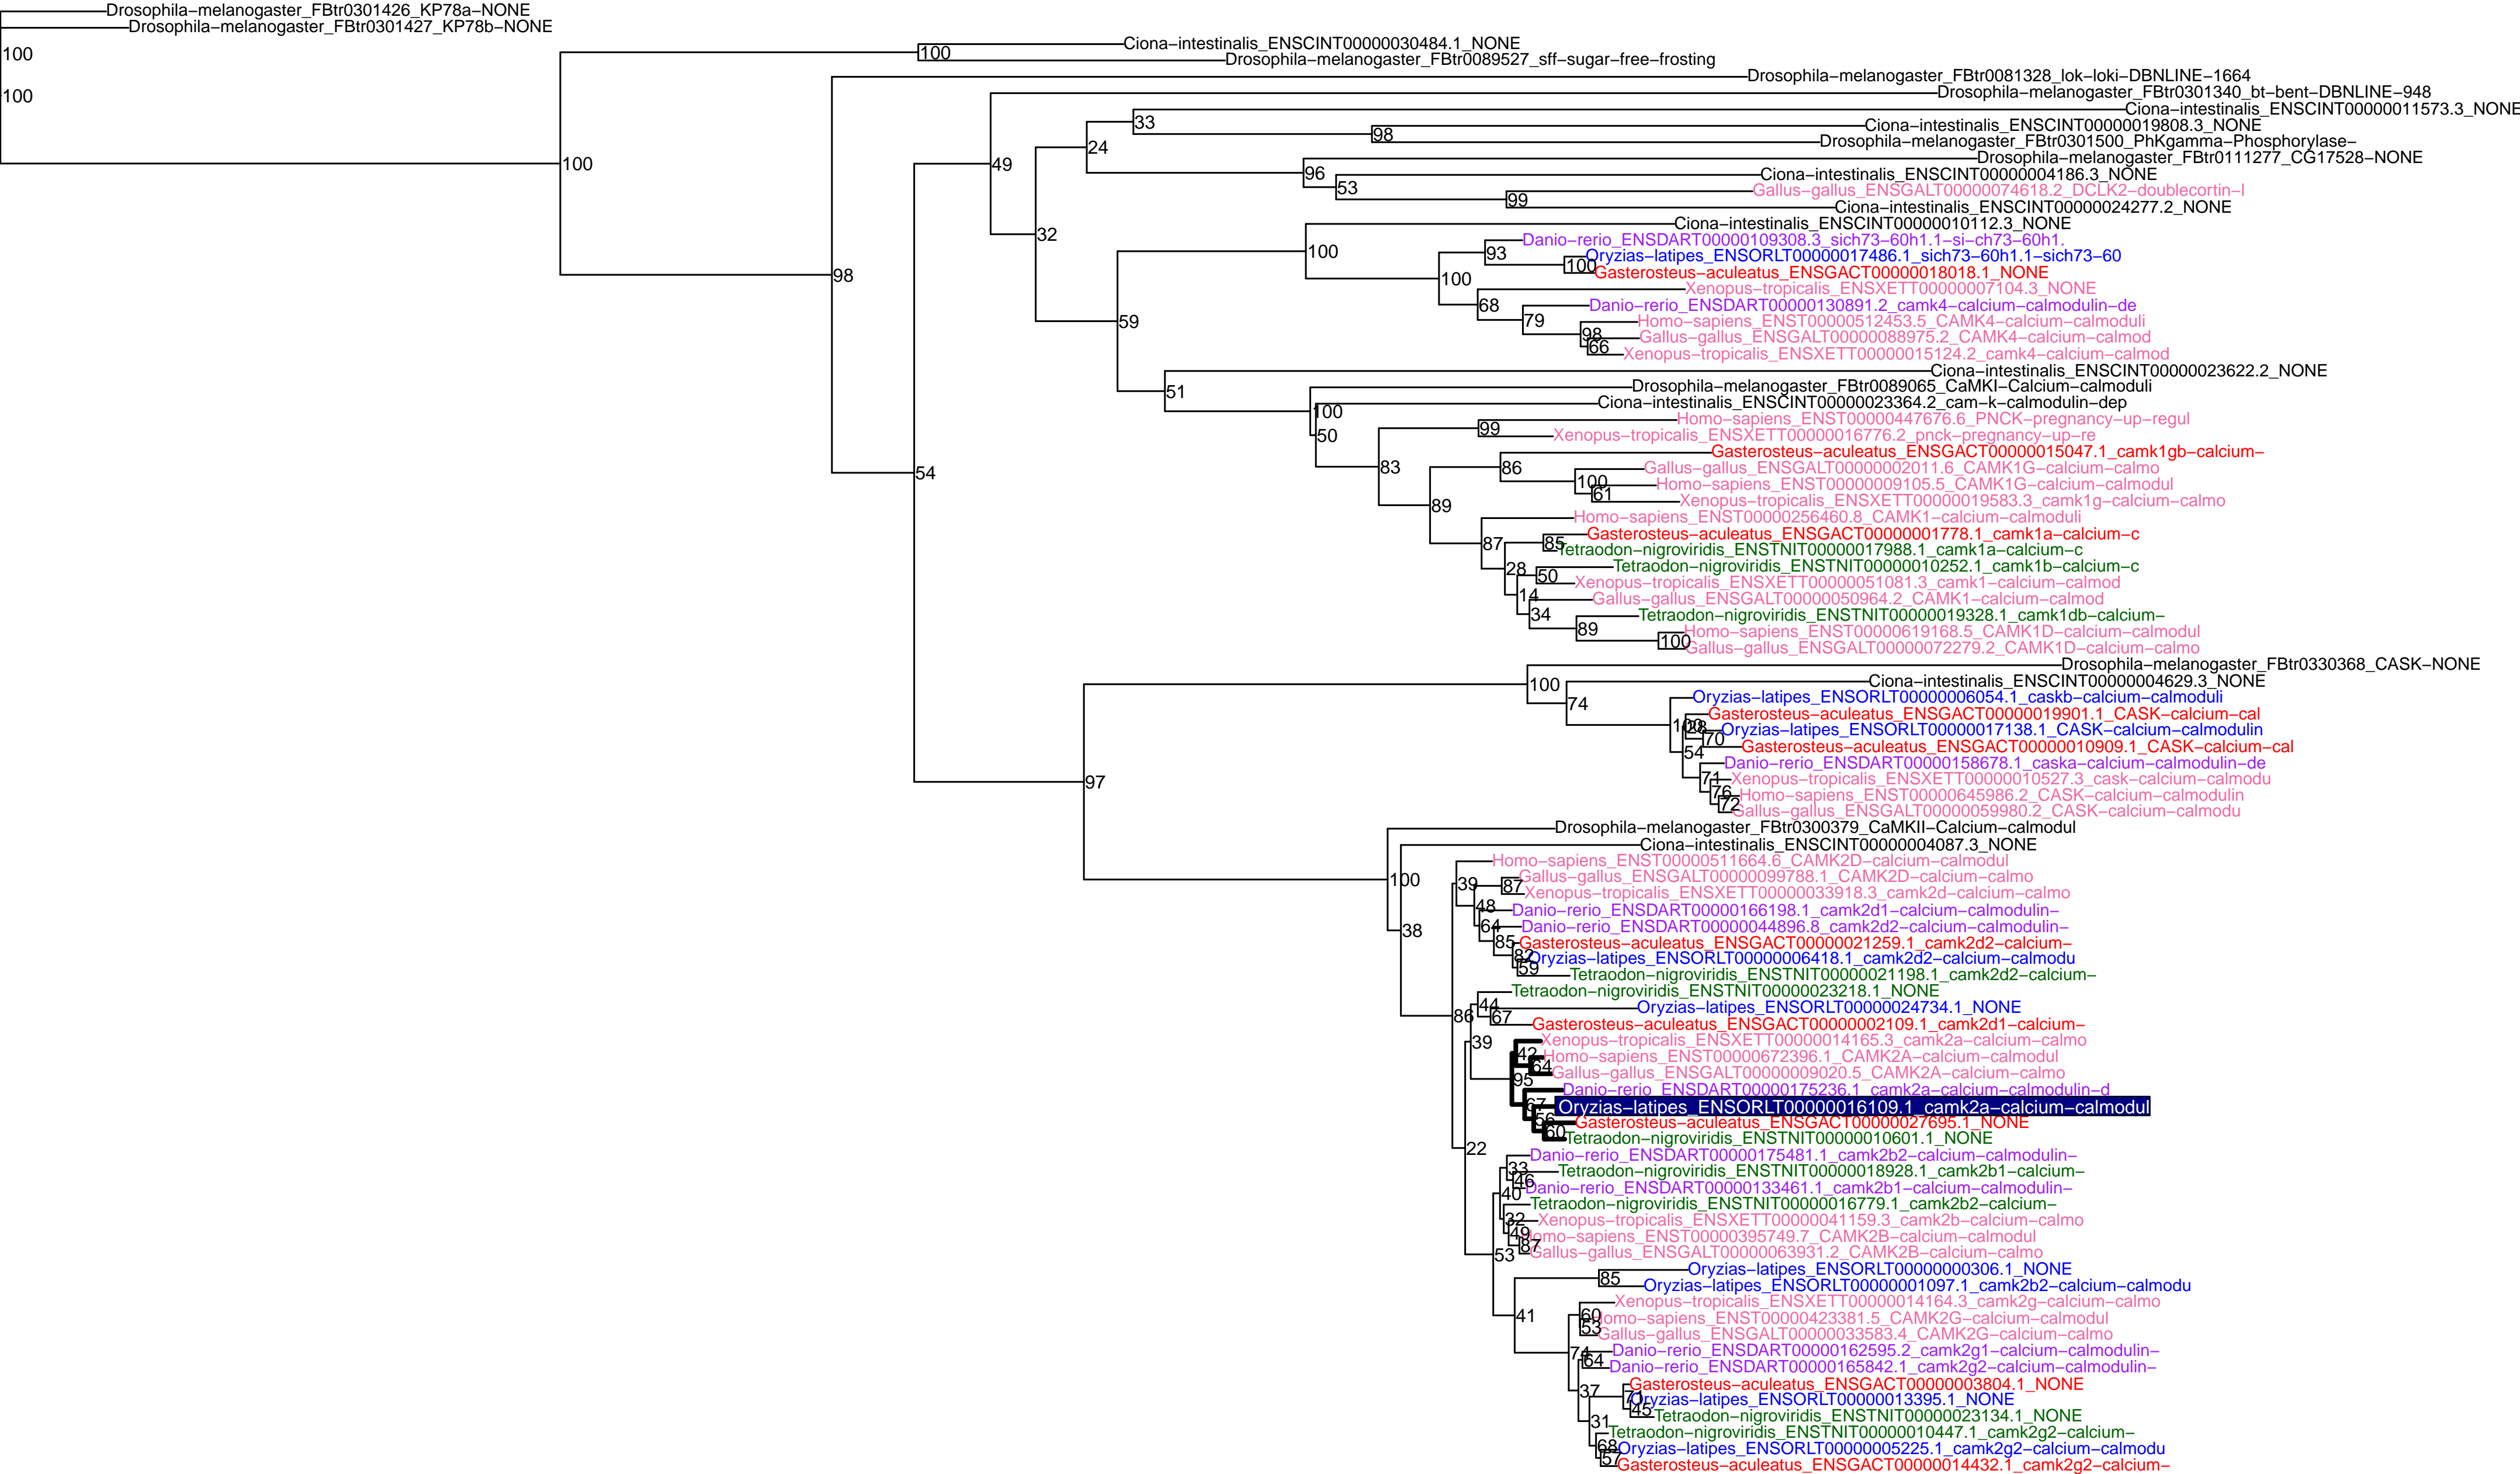 Drosophila−melanogaster_FBtr0301426_KP78a−NONE
Drosophila−melanogaster_FBtr0301427_KP78b−NONE
100
Ciona−intestinalis_ENSCINT00000030484.1_NONE
100
Drosophila−melanogaster_FBtr0089527_sff−sugar−free−frosting
Drosophila−melanogaster_FBtr0081328_lok−loki−DBNLINE−1664
100
Drosophila−melanogaster_FBtr0301340_bt−bent−DBNLINE−948
Ciona−intestinalis_ENSCINT00000011573.3_NONE
33
Ciona−intestinalis_ENSCINT00000019808.3_NONE
98
Drosophila−melanogaster_FBtr0301500_PhKgamma−Phosphorylase−
24
Drosophila−melanogaster_FBtr0111277_CG17528−NONE
100
49
96
Ciona−intestinalis_ENSCINT00000004186.3_NONE
53
Gallus−gallus_ENSGALT00000074618.2_DCLK2−doublecortin−l
99
Ciona−intestinalis_ENSCINT00000024277.2_NONE
Ciona−intestinalis_ENSCINT00000010112.3_NONE
32
Danio−rerio_ENSDART00000109308.3_sich73−60h1.1−si−ch73−60h1.
100
93
Oryzias−latipes_ENSORLT00000017486.1_sich73−60h1.1−sich73−60
100
Gasterosteus−aculeatus_ENSGACT00000018018.1_NONE
98
100
Xenopus−tropicalis_ENSXETT00000007104.3_NONE
68
Danio−rerio_ENSDART00000130891.2_camk4−calcium−calmodulin−de
59
79
Homo−sapiens_ENST00000512453.5_CAMK4−calcium−calmoduli
98
Gallus−gallus_ENSGALT00000088975.2_CAMK4−calcium−calmod
66
Xenopus−tropicalis_ENSXETT00000015124.2_camk4−calcium−calmod
Ciona−intestinalis_ENSCINT00000023622.2_NONE
51
Drosophila−melanogaster_FBtr0089065_CaMKI−Calcium−calmoduli
Ciona−intestinalis_ENSCINT00000023364.2_cam−k−calmodulin−dep
100
Homo−sapiens_ENST00000447676.6_PNCK−pregnancy−up−regul
99
50
Xenopus−tropicalis_ENSXETT00000016776.2_pnck−pregnancy−up−re
Gasterosteus−aculeatus_ENSGACT00000015047.1_camk1gb−calcium−
83
86
Gallus−gallus_ENSGALT00000002011.6_CAMK1G−calcium−calmo
54
100
Homo−sapiens_ENST00000009105.5_CAMK1G−calcium−calmodul
61
Xenopus−tropicalis_ENSXETT00000019583.3_camk1g−calcium−calmo
89
Homo−sapiens_ENST00000256460.8_CAMK1−calcium−calmoduli
Gasterosteus−aculeatus_ENSGACT00000001778.1_camk1a−calcium−c
87
85
Tetraodon−nigroviridis_ENSTNIT00000017988.1_camk1a−calcium−c
Tetraodon−nigroviridis_ENSTNIT00000010252.1_camk1b−calcium−c
28
50
Xenopus−tropicalis_ENSXETT00000051081.3_camk1−calcium−calmod
14
Gallus−gallus_ENSGALT00000050964.2_CAMK1−calcium−calmod
34
Tetraodon−nigroviridis_ENSTNIT00000019328.1_camk1db−calcium−
89
Homo−sapiens_ENST00000619168.5_CAMK1D−calcium−calmodul
100
Gallus−gallus_ENSGALT00000072279.2_CAMK1D−calcium−calmo
Drosophila−melanogaster_FBtr0330368_CASK−NONE
100
Ciona−intestinalis_ENSCINT00000004629.3_NONE
74
Oryzias−latipes_ENSORLT00000006054.1_caskb−calcium−calmoduli
Gasterosteus−aculeatus_ENSGACT00000019901.1_CASK−calcium−cal
100
28
Oryzias−latipes_ENSORLT00000017138.1_CASK−calcium−calmodulin
70
Gasterosteus−aculeatus_ENSGACT00000010909.1_CASK−calcium−cal
54
Danio−rerio_ENSDART00000158678.1_caska−calcium−calmodulin−de
97
71
Xenopus−tropicalis_ENSXETT00000010527.3_cask−calcium−calmodu
76
Homo−sapiens_ENST00000645986.2_CASK−calcium−calmodulin
72
Gallus−gallus_ENSGALT00000059980.2_CASK−calcium−calmodu
Drosophila−melanogaster_FBtr0300379_CaMKII−Calcium−calmodul
Ciona−intestinalis_ENSCINT00000004087.3_NONE
Homo−sapiens_ENST00000511664.6_CAMK2D−calcium−calmodul
100
39
Gallus−gallus_ENSGALT00000099788.1_CAMK2D−calcium−calmo
87
Xenopus−tropicalis_ENSXETT00000033918.3_camk2d−calcium−calmo
48
Danio−rerio_ENSDART00000166198.1_camk2d1−calcium−calmodulin−
64
Danio−rerio_ENSDART00000044896.8_camk2d2−calcium−calmodulin−
38
85
Gasterosteus−aculeatus_ENSGACT00000021259.1_camk2d2−calcium−
82
Oryzias−latipes_ENSORLT00000006418.1_camk2d2−calcium−calmodu
59
Tetraodon−nigroviridis_ENSTNIT00000021198.1_camk2d2−calcium−
Tetraodon−nigroviridis_ENSTNIT00000023218.1_NONE
44
Oryzias−latipes_ENSORLT00000024734.1_NONE
86
67
Gasterosteus−aculeatus_ENSGACT00000002109.1_camk2d1−calcium−
39
Xenopus−tropicalis_ENSXETT00000014165.3_camk2a−calcium−calmo
42
Homo−sapiens_ENST00000672396.1_CAMK2A−calcium−calmodul
64
Gallus−gallus_ENSGALT00000009020.5_CAMK2A−calcium−calmo
95
Danio−rerio_ENSDART00000175236.1_camk2a−calcium−calmodulin−d
67
Oryzias−latipes_ENSORLT00000016109.1_camk2a−calcium−calmodul
56
Gasterosteus−aculeatus_ENSGACT00000027695.1_NONE
60
Tetraodon−nigroviridis_ENSTNIT00000010601.1_NONE
22
Danio−rerio_ENSDART00000175481.1_camk2b2−calcium−calmodulin−
33
Tetraodon−nigroviridis_ENSTNIT00000018928.1_camk2b1−calcium−
46
Danio−rerio_ENSDART00000133461.1_camk2b1−calcium−calmodulin−
40
Tetraodon−nigroviridis_ENSTNIT00000016779.1_camk2b2−calcium−
32
Xenopus−tropicalis_ENSXETT00000041159.3_camk2b−calcium−calmo
49
Homo−sapiens_ENST00000395749.7_CAMK2B−calcium−calmodul
87
Gallus−gallus_ENSGALT00000063931.2_CAMK2B−calcium−calmo
53
Oryzias−latipes_ENSORLT00000000306.1_NONE
85
Oryzias−latipes_ENSORLT00000001097.1_camk2b2−calcium−calmodu
41
Xenopus−tropicalis_ENSXETT00000014164.3_camk2g−calcium−calmo
60
Homo−sapiens_ENST00000423381.5_CAMK2G−calcium−calmodul
53
Gallus−gallus_ENSGALT00000033583.4_CAMK2G−calcium−calmo
74
Danio−rerio_ENSDART00000162595.2_camk2g1−calcium−calmodulin−
64
Danio−rerio_ENSDART00000165842.1_camk2g2−calcium−calmodulin−
37
Gasterosteus−aculeatus_ENSGACT00000003804.1_NONE
Oryzias−latipes_ENSORLT00000013395.1_NONE
45
Tetraodon−nigroviridis_ENSTNIT00000023134.1_NONE
31
Tetraodon−nigroviridis_ENSTNIT00000010447.1_camk2g2−calcium−
68
Oryzias−latipes_ENSORLT00000005225.1_camk2g2−calcium−calmodu
57
Gasterosteus−aculeatus_ENSGACT00000014432.1_camk2g2−calcium−